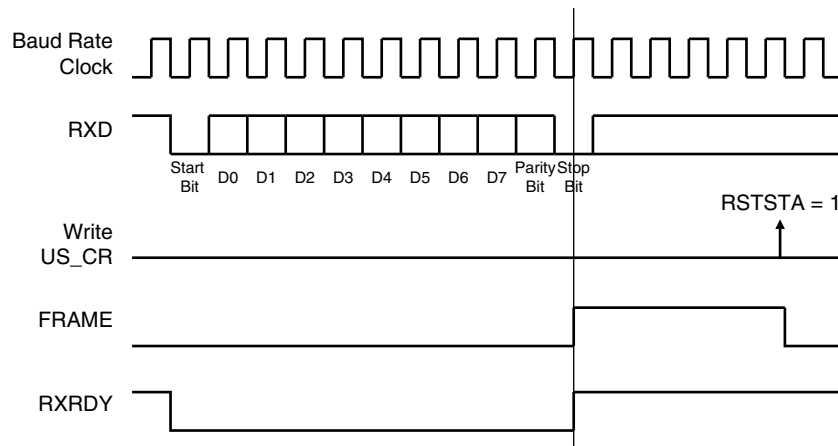 Baud Rate
Clock
RXD
Start
Bit
D0
D1
D2
D3
D4
D5
D6
D7
Parity
Bit
Stop
Bit
RSTSTA = 1
Write
US_CR
FRAME
RXRDY